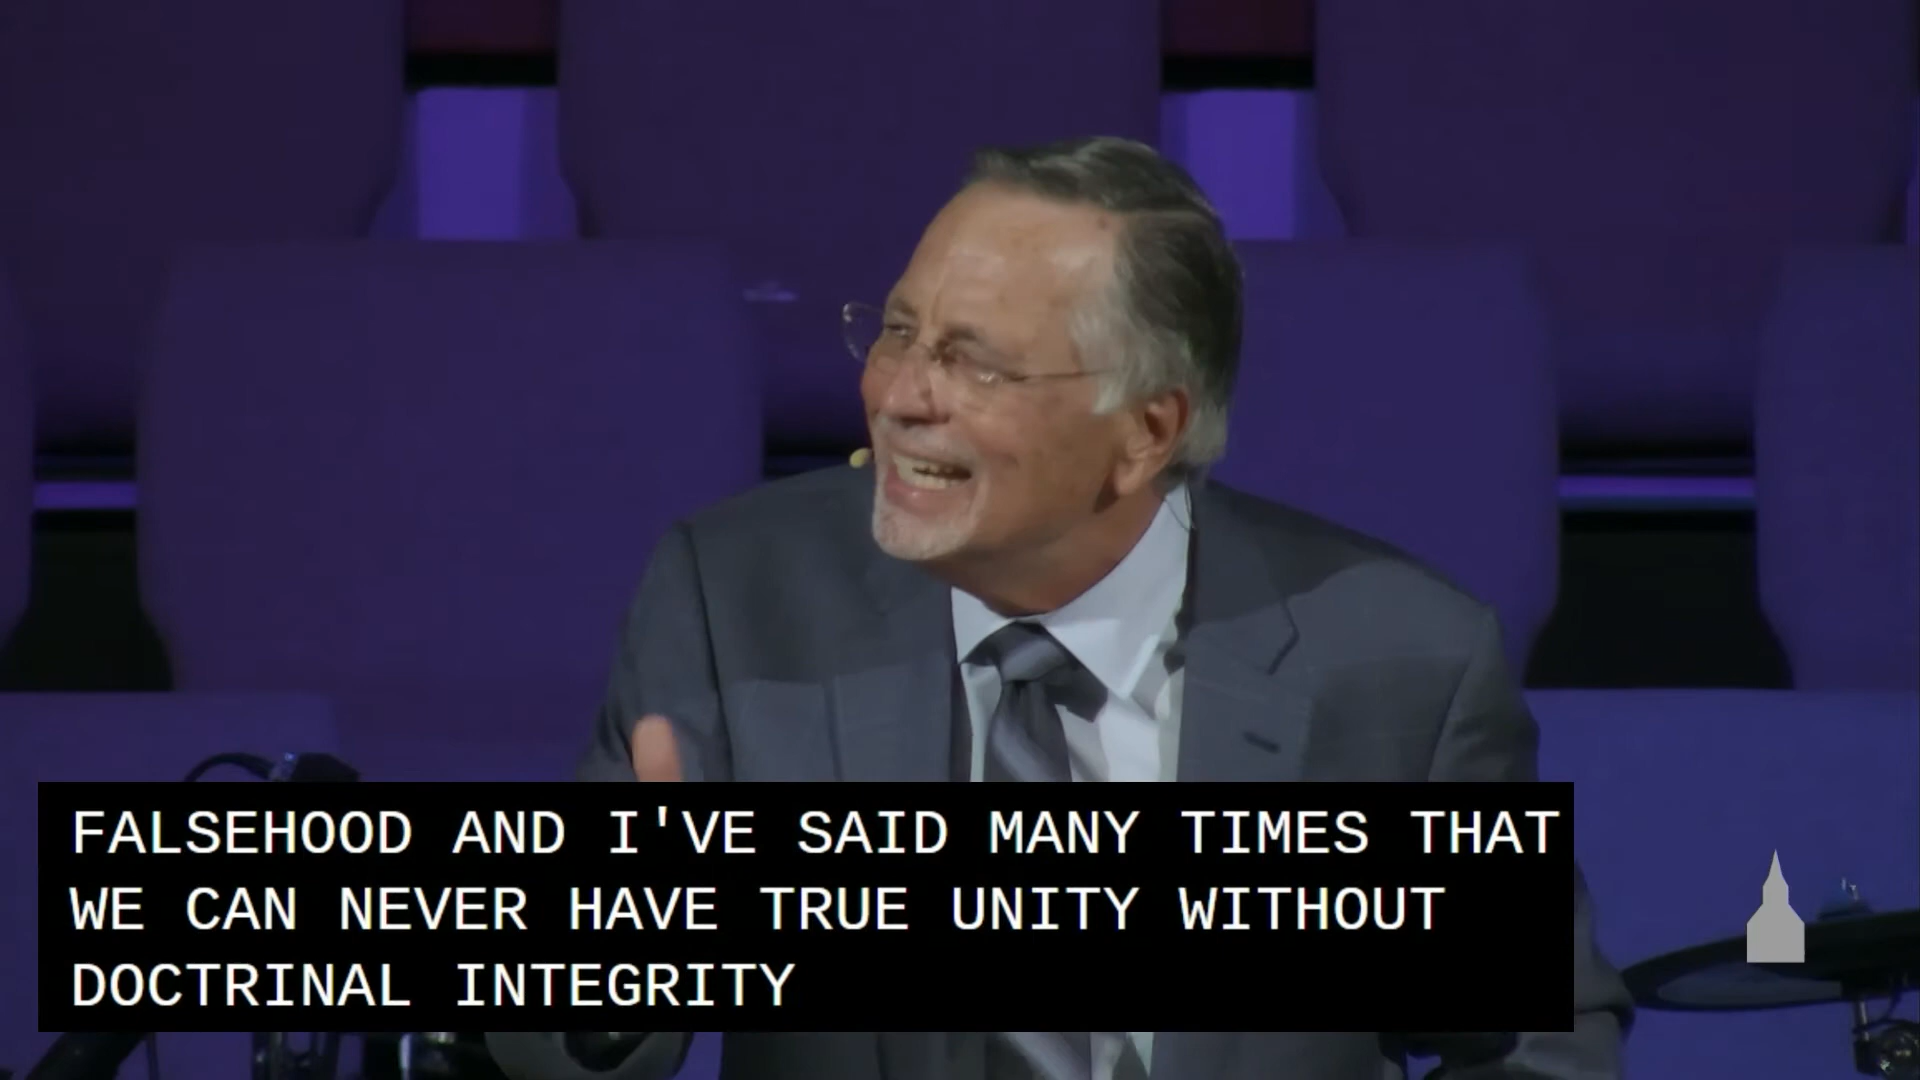 FALSEHOOD AND I'VE SAID MANY TIMES THAT
WE CAN NEVER HAVE TRUE UNITY WITHOUT
DOCTRINAL INTEGRITY